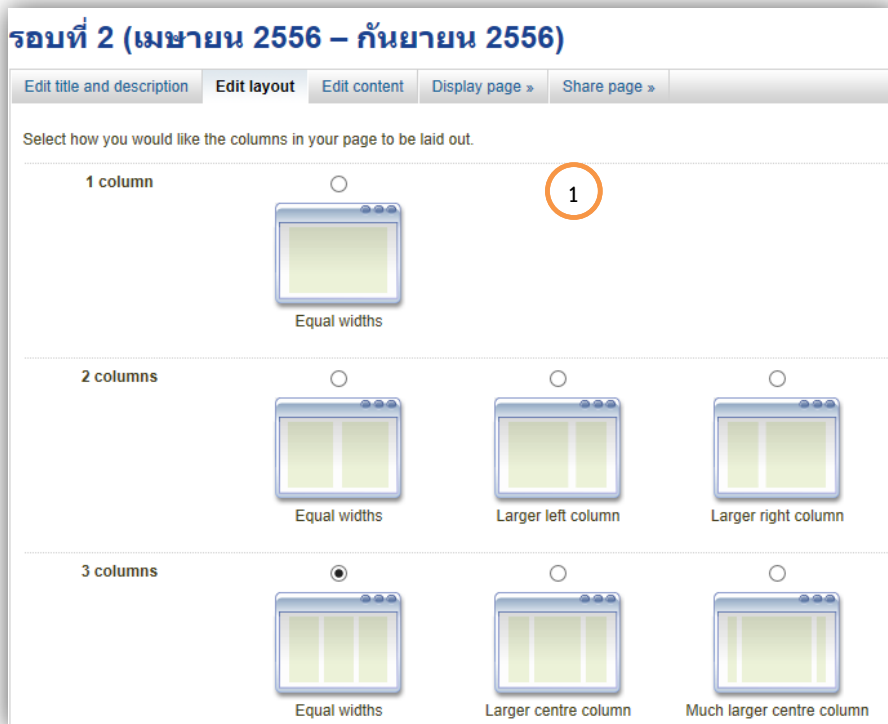 รอบที่ 2 (เมษายน 2556 – กันยายน 2556)
Edit title and description Edit layout Edit content Display page » Share page »
Select how you would like the columns in your page to be laid out.
1 column
1
Equal widths
2 columns
Equal widths Larger left column Larger right column
3 columns
Equal widths Larger centre column Much larger centre column